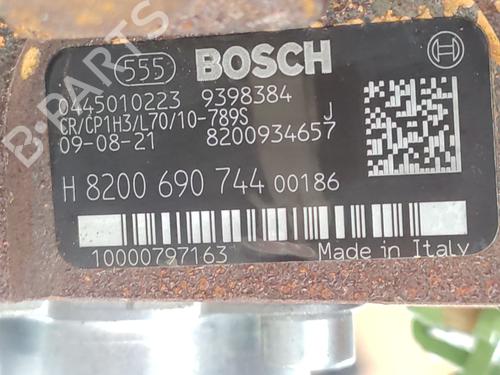 555 BOSCH
0445010223 9398384
CR/CP1H3/L70/10-789S J
09-08-21 8200934657
H 8200 690 744 00186
10000797163 Made in Italy